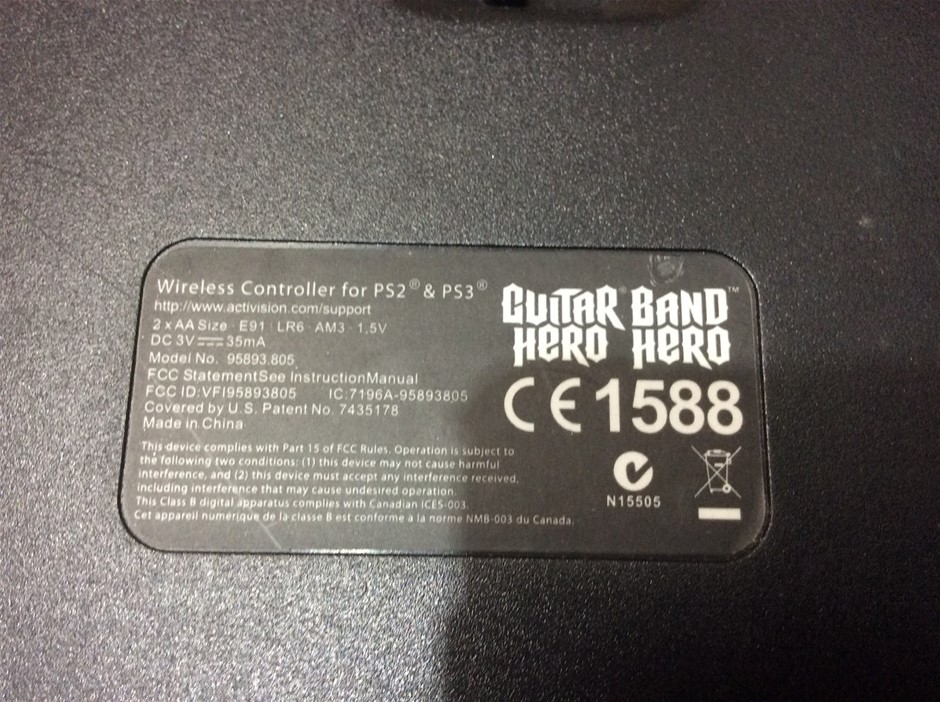 Wireless Controller for PS2® & PS3®
http://www.activision.com/support
2 x AA Size · E91 · LR6 · AM3 · 1.5V
DC 3V⎓35mA
Model No. 95893.805
FCC StatementSee InstructionManual
FCC ID:VFI95893805 IC:7196A-95893805
Covered by U.S. Patent No. 7435178
Made in China
This device complies with Part 15 of FCC Rules. Operation is subject to
the following two conditions: (1) this device may not cause harmful
interference, and (2) this device must accept any interference received,
including interference that may cause undesired operation.
This Class B digital apparatus complies with Canadian ICES-003.
Cet appareil numerique de la classe B est conforme à la norme NMB-003 du Canada.
GUITAR® BAND™
HERO HERO
CE1588
N15505